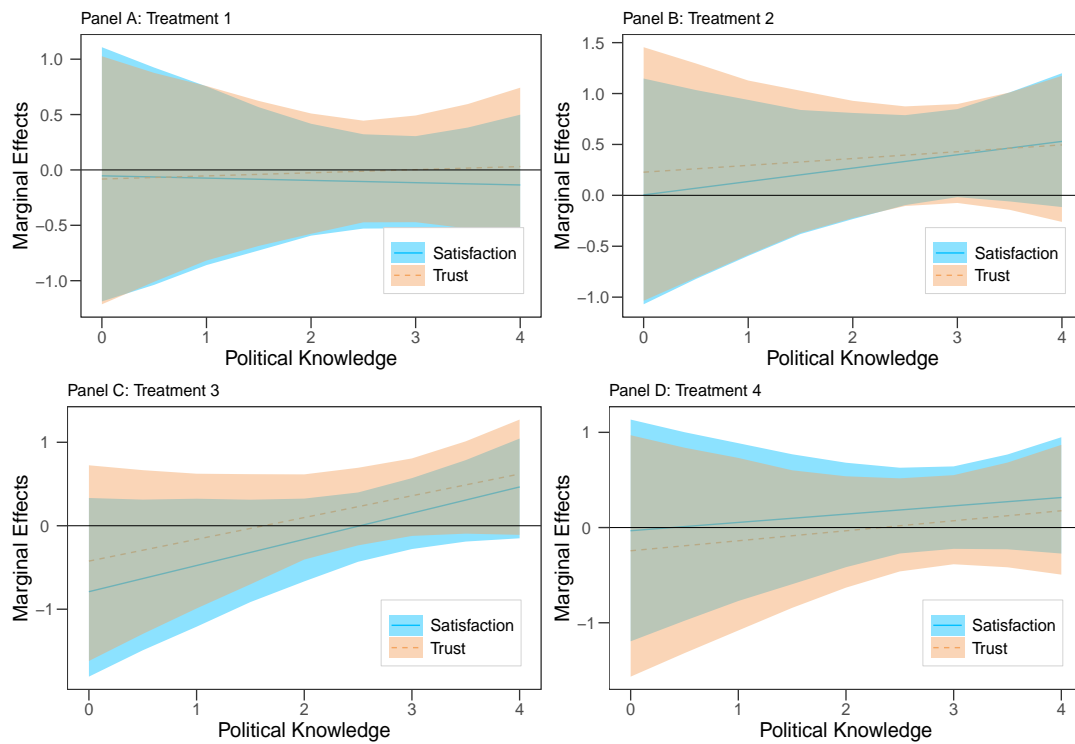 Panel A: Treatment 1
Marginal Effects
1.0
0.5
0.0
−0.5
−1.0
Satisfaction
Trust
0 1 2 3 4
Political Knowledge
Panel B: Treatment 2
Marginal Effects
1.5
1.0
0.5
0.0
−0.5
−1.0
Satisfaction
Trust
0 1 2 3 4
Political Knowledge
Panel C: Treatment 3
Marginal Effects
1
0
−1
Satisfaction
Trust
0 1 2 3 4
Political Knowledge
Panel D: Treatment 4
Marginal Effects
1
0
−1
Satisfaction
Trust
0 1 2 3 4
Political Knowledge